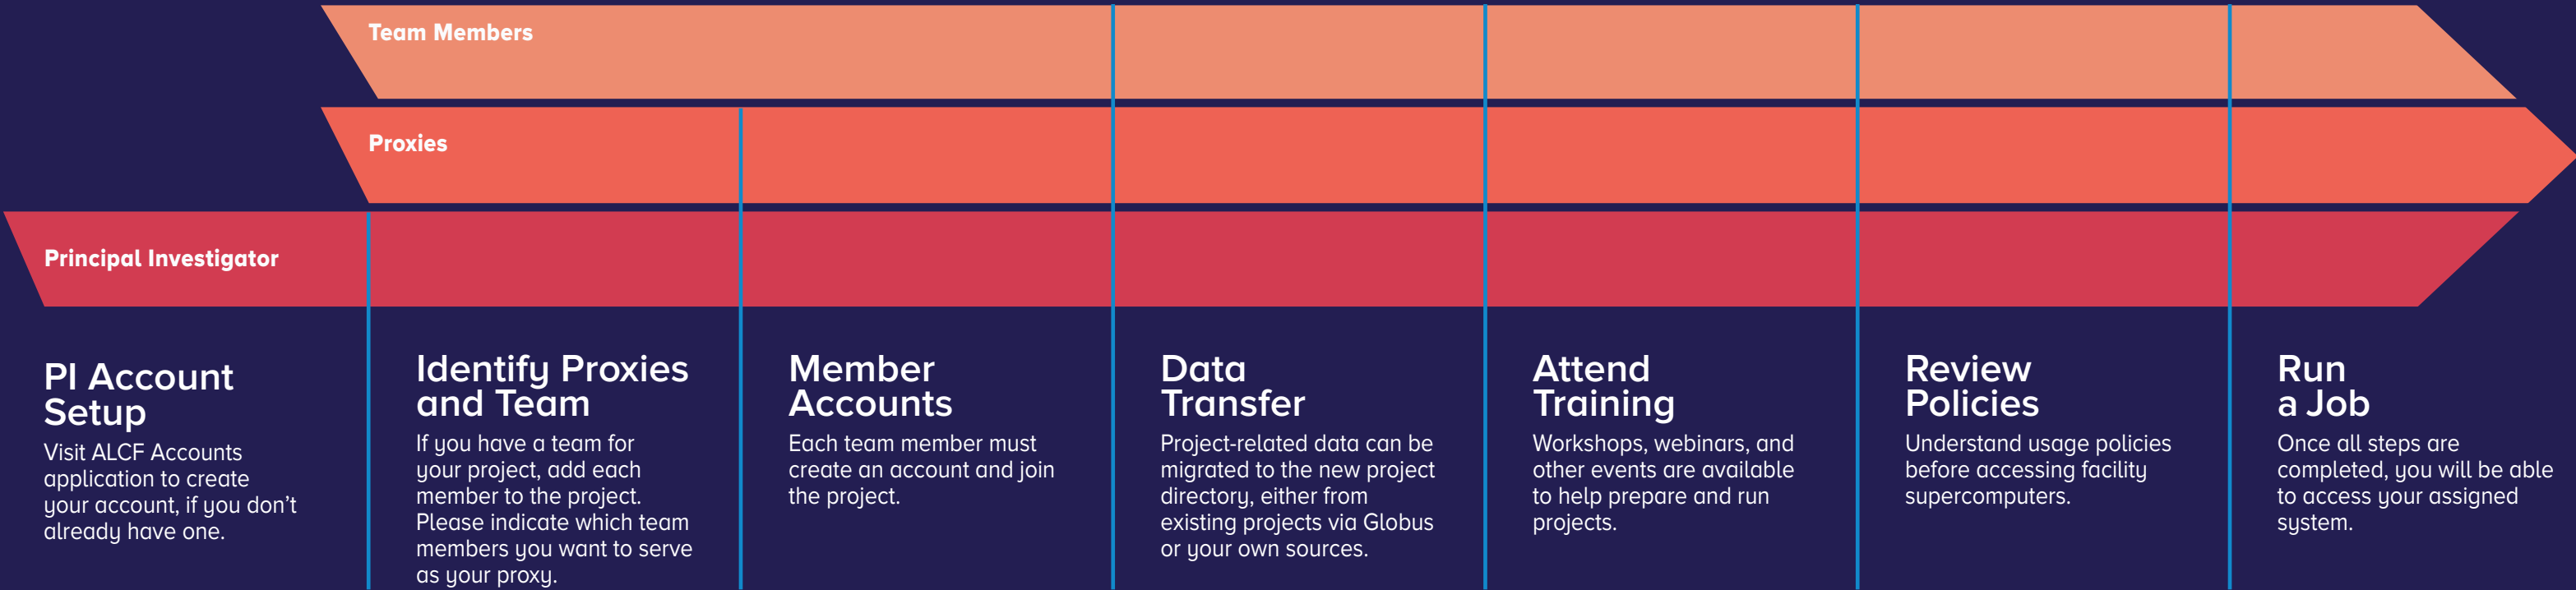 Team Members
Proxies
Principal Investigator
PI Account
Setup
Visit ALCF Accounts
application to create
your account, if you don’t
already have one.
Identify Proxies
and Team
If you have a team for
your project, add each
member to the project.
Please indicate which team
members you want to serve
as your proxy.
Member
Accounts
Each team member must
create an account and join
the project.
Data
Transfer
Project-related data can be
migrated to the new project
directory, either from
existing projects via Globus
or your own sources.
Attend
Training
Workshops, webinars, and
other events are available
to help prepare and run
projects.
Review
Policies
Understand usage policies
before accessing facility
supercomputers.
Run
a Job
Once all steps are
completed, you will be able
to access your assigned
system.